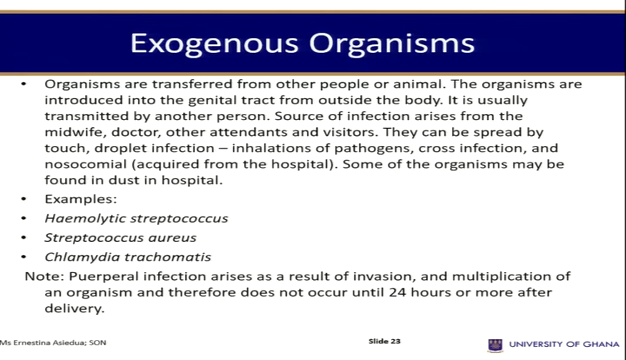 Exogenous Organisms
• Organisms are transferred from other people or animal. The organisms are
introduced into the genital tract from outside the body. It is usually
transmitted by another person. Source of infection arises from the
midwife, doctor, other attendants and visitors. They can be spread by
touch, droplet infection – inhalations of pathogens, cross infection, and
nosocomial (acquired from the hospital). Some of the organisms may be
found in dust in hospital.
• Examples:
• Haemolytic streptococcus
• Streptococcus aureus
• Chlamydia trachomatis
Note: Puerperal infection arises as a result of invasion, and multiplication of
an organism and therefore does not occur until 24 hours or more after
delivery.
Ms Ernestina Asiedua; SON
Slide 23
UNIVERSITY OF GHANA